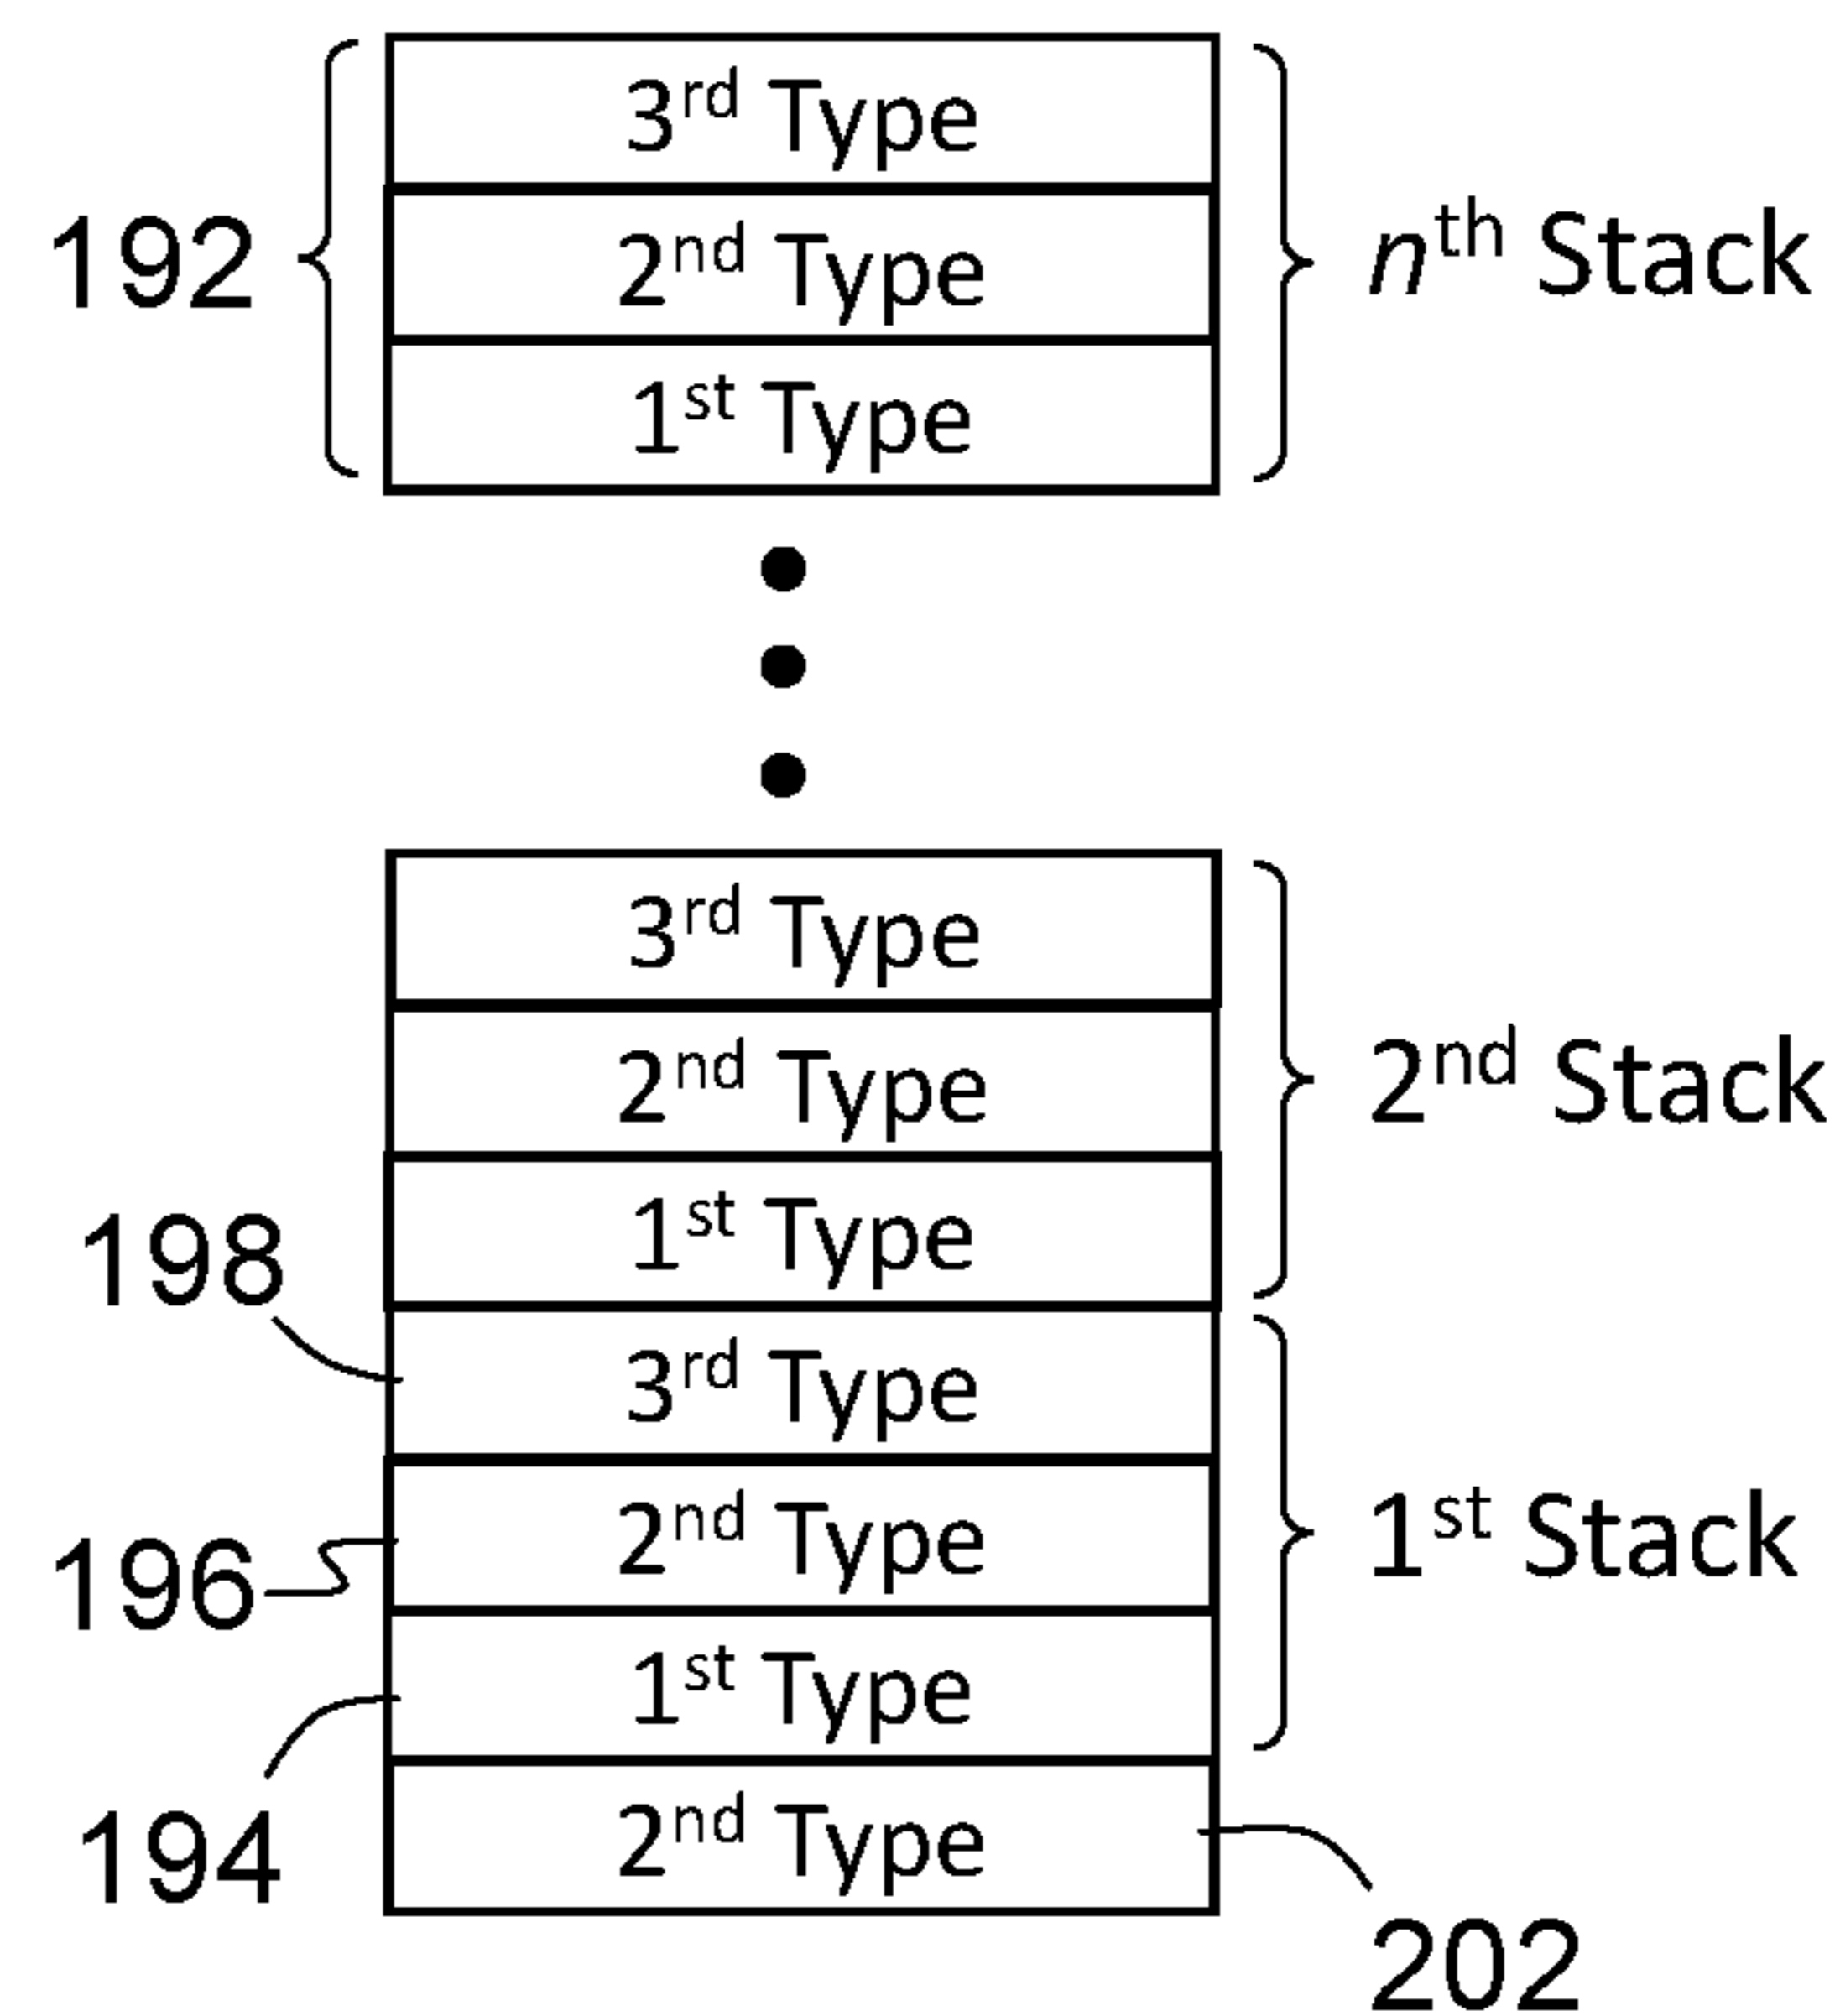 3rd Type
2nd Type
192
nth Stack
1st Type
3rd Type
2nd Type
2nd Stack
1st Type
198
3rd Type
2nd Type
1st Stack
196
1st Type
194
2nd Type
202